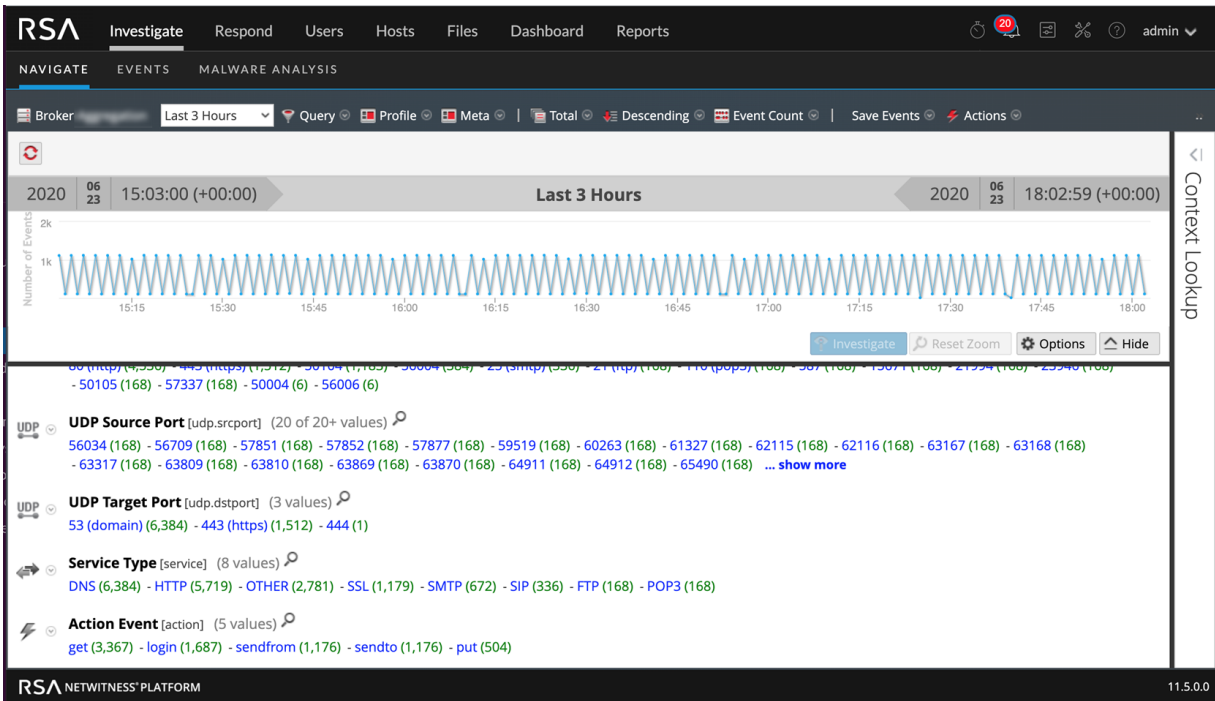 RSA Investigate Respond Users Hosts Files Dashboard Reports 20 admin
NAVIGATE EVENTS MALWARE ANALYSIS
Broker Last 3 Hours Query Profile Meta | Total Descending Event Count | Save Events Actions
2020 06 23 15:03:00 (+00:00) Last 3 Hours 2020 06 23 18:02:59 (+00:00)
Context Lookup
Number of Events
2k
1k
15:15 15:30 15:45 16:00 16:15 16:30 16:45 17:00 17:15 17:30 17:45 18:00
Investigate Reset Zoom Options Hide
- 50105 (168) - 57337 (168) - 50004 (6) - 56006 (6)
UDP UDP Source Port [udp.srcport] (20 of 20+ values)
56034 (168) - 56709 (168) - 57851 (168) - 57852 (168) - 57877 (168) - 59519 (168) - 60263 (168) - 61327 (168) - 62115 (168) - 62116 (168) - 63167 (168) - 63168 (168)
- 63317 (168) - 63809 (168) - 63810 (168) - 63869 (168) - 63870 (168) - 64911 (168) - 64912 (168) - 65490 (168) ... show more
UDP UDP Target Port [udp.dstport] (3 values)
53 (domain) (6,384) - 443 (https) (1,512) - 444 (1)
Service Type [service] (8 values)
DNS (6,384) - HTTP (5,719) - OTHER (2,781) - SSL (1,179) - SMTP (672) - SIP (336) - FTP (168) - POP3 (168)
Action Event [action] (5 values)
get (3,367) - login (1,687) - sendfrom (1,176) - sendto (1,176) - put (504)
RSA NETWITNESS® PLATFORM 11.5.0.0